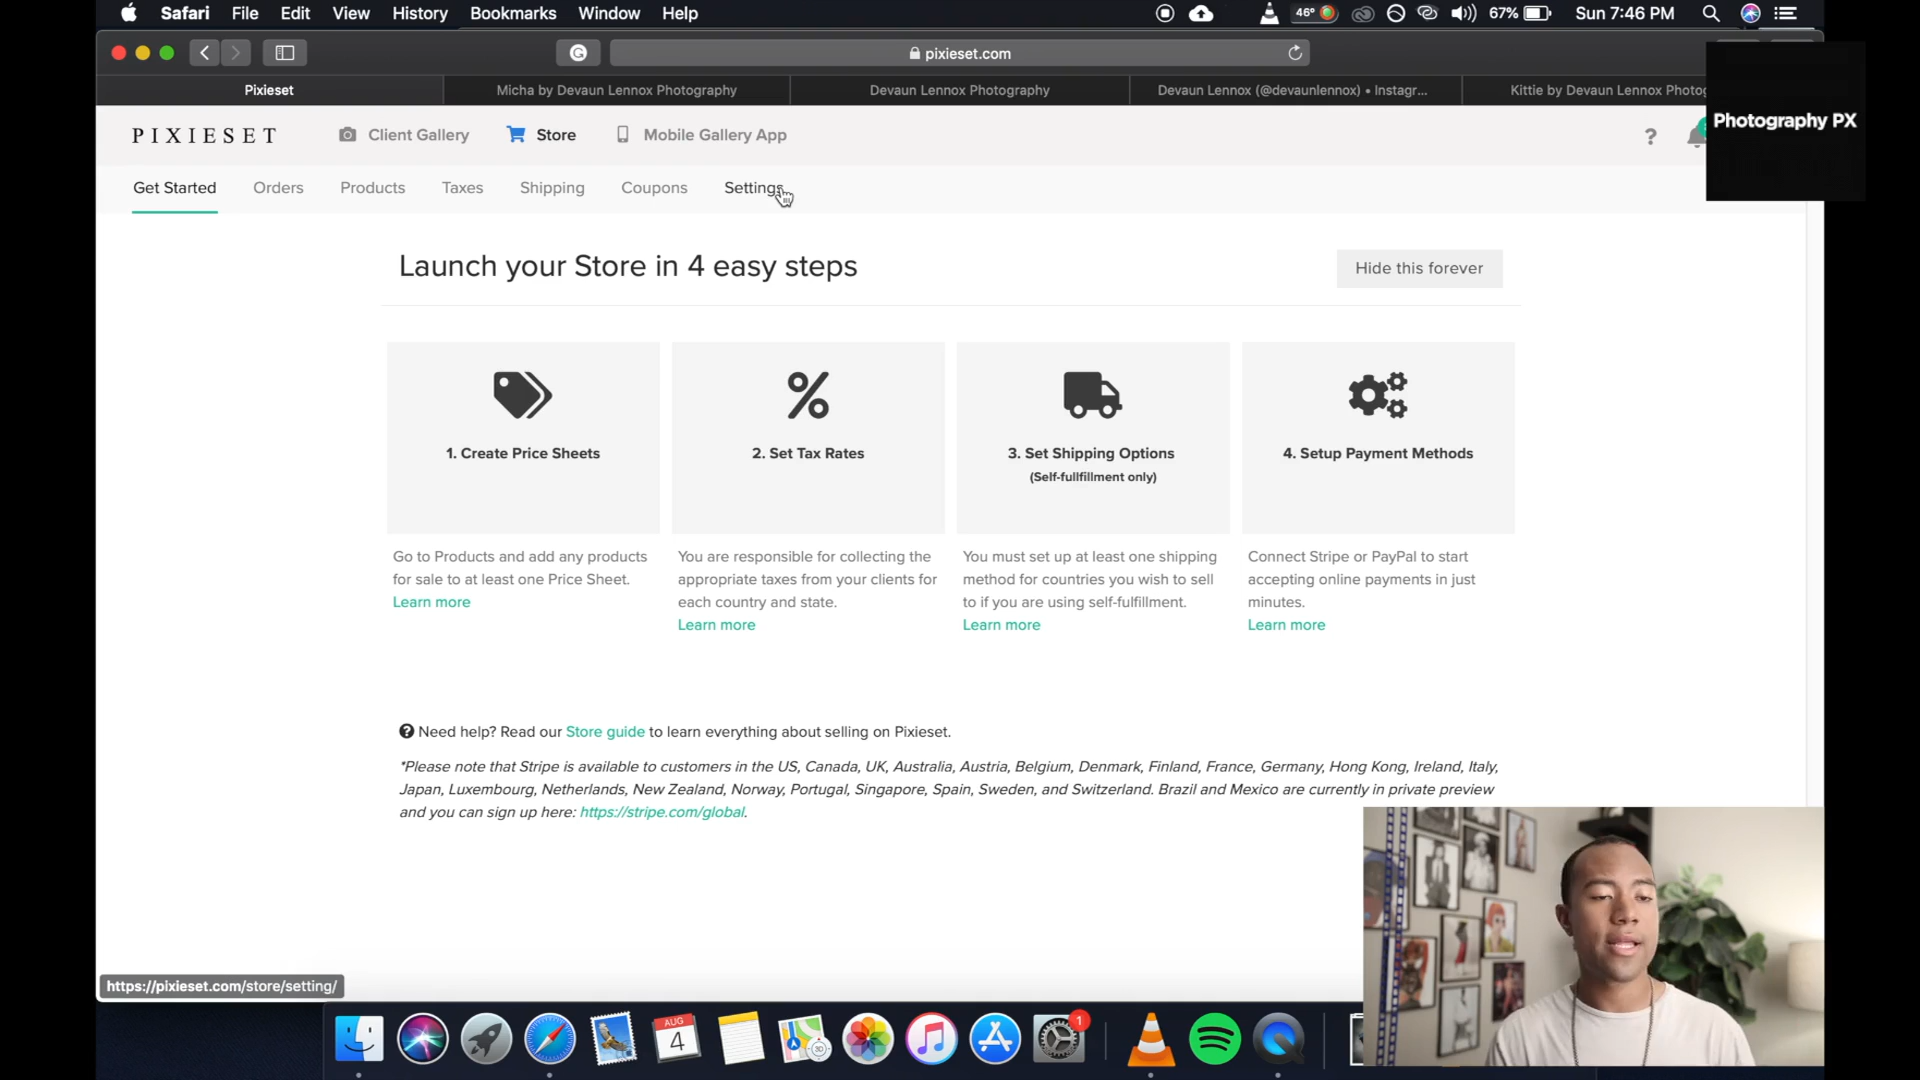 Safari File Edit View History Bookmarks Window Help 46° 67% Sun 7:46 PM
pixieset.com
Pixieset Micha by Devaun Lennox Photography Devaun Lennox Photography Devaun Lennox (@devaunlennox) • Instagr... Kittie by Devaun Lennox Photog
Photography PX
PIXIESET Client Gallery Store Mobile Gallery App ?
Get Started Orders Products Taxes Shipping Coupons Settings
Launch your Store in 4 easy steps
Hide this forever
1. Create Price Sheets
Go to Products and add any products
for sale to at least one Price Sheet.
Learn more
%
2. Set Tax Rates
You are responsible for collecting the
appropriate taxes from your clients for
each country and state.
Learn more
3. Set Shipping Options
(Self-fullfillment only)
You must set up at least one shipping
method for countries you wish to sell
to if you are using self-fulfillment.
Learn more
4. Setup Payment Methods
Connect Stripe or PayPal to start
accepting online payments in just
minutes.
Learn more
Need help? Read our Store guide to learn everything about selling on Pixieset.
*Please note that Stripe is available to customers in the US, Canada, UK, Australia, Austria, Belgium, Denmark, Finland, France, Germany, Hong Kong, Ireland, Italy,
Japan, Luxembourg, Netherlands, New Zealand, Norway, Portugal, Singapore, Spain, Sweden, and Switzerland. Brazil and Mexico are currently in private preview
and you can sign up here: https://stripe.com/global.
https://pixieset.com/store/setting/
AUG
4
3D
1